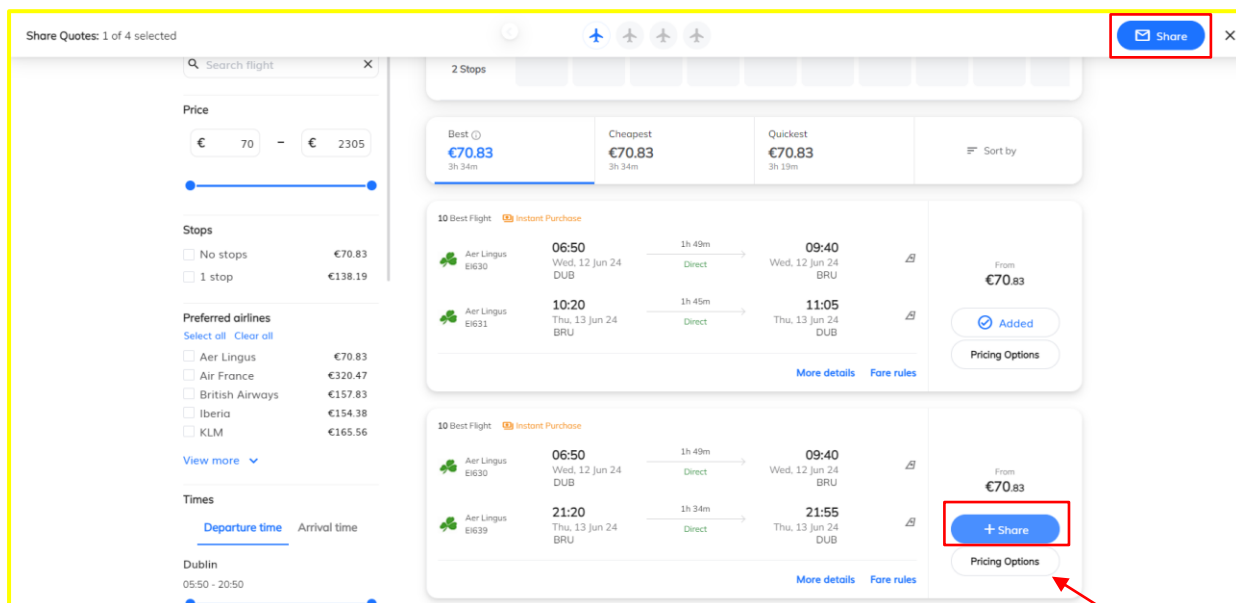 Share Quotes: 1 of 4 selected
Share
Search flight
2 Stops
Price
€ 70 – € 2305
Stops
No stops €70.83
1 stop €138.19
Preferred airlines
Select all Clear all
Aer Lingus €70.83
Air France €320.47
British Airways €157.83
Iberia €154.38
KLM €165.56
View more
Times
Departure time Arrival time
Dublin
05:50 - 20:50
Best Cheapest Quickest
€70.83 €70.83 €70.83 Sort by
3h 34m 3h 34m 3h 19m
10 Best Flight Instant Purchase
Aer Lingus
EI630
06:50
Wed, 12 Jun 24
DUB
1h 49m
Direct
09:40
Wed, 12 Jun 24
BRU
Aer Lingus
EI631
10:20
Thu, 13 Jun 24
BRU
1h 45m
Direct
11:05
Thu, 13 Jun 24
DUB
More details Fare rules
From
€70.83
Added
Pricing Options
10 Best Flight Instant Purchase
Aer Lingus
EI630
06:50
Wed, 12 Jun 24
DUB
1h 49m
Direct
09:40
Wed, 12 Jun 24
BRU
Aer Lingus
EI639
21:20
Thu, 13 Jun 24
BRU
1h 34m
Direct
21:55
Thu, 13 Jun 24
DUB
More details Fare rules
From
€70.83
+ Share
Pricing Options